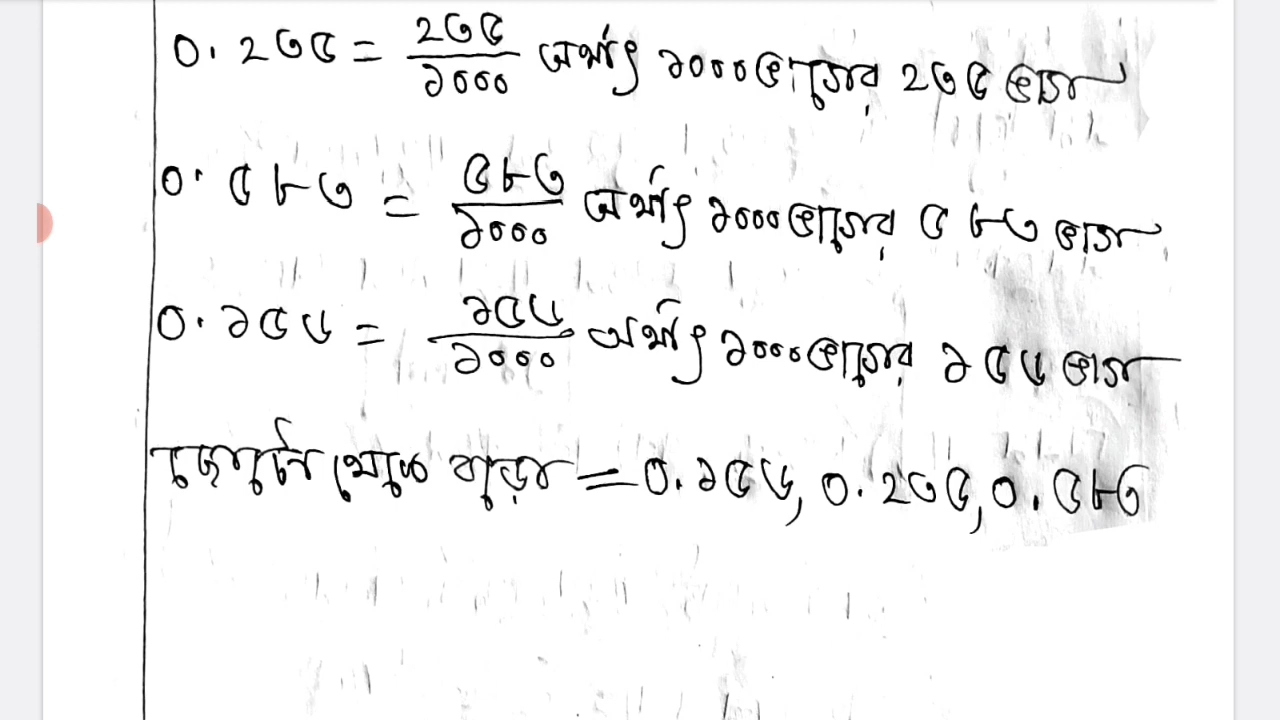 ০.২৩৫ = ২৩৫/১০০০ অর্থাৎ ১০০০ ভাগের ২৩৫ ভাগ
০.৫৮৩ = ৫৮৩/১০০০ অর্থাৎ ১০০০ ভাগের ৫৮৩ ভাগ
০.১৫৬ = ১৫৬/১০০০ অর্থাৎ ১০০০ ভাগের ১৫৬ ভাগ
ছোট থেকে বড় = ০.১৫৬, ০.২৩৫, ০.৫৮৩